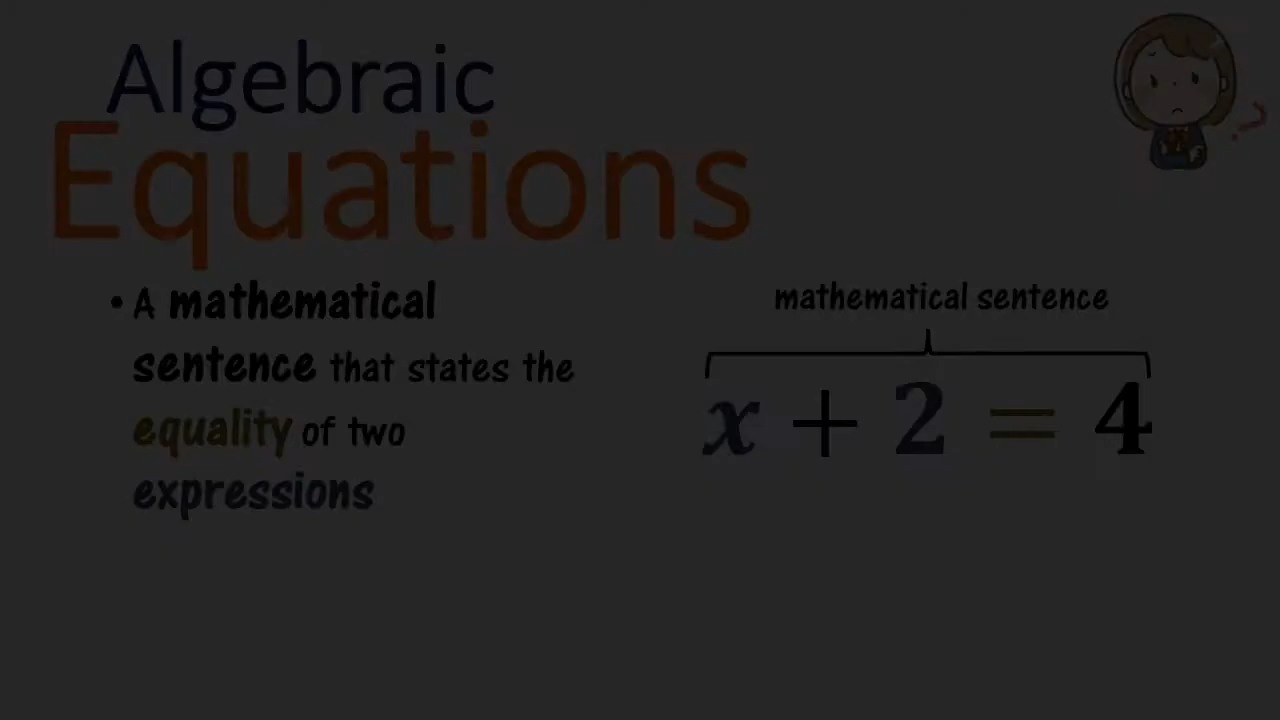 Algebraic
Equations
• A mathematical
sentence that states the
equality of two
expressions
mathematical sentence
x + 2 = 4
?